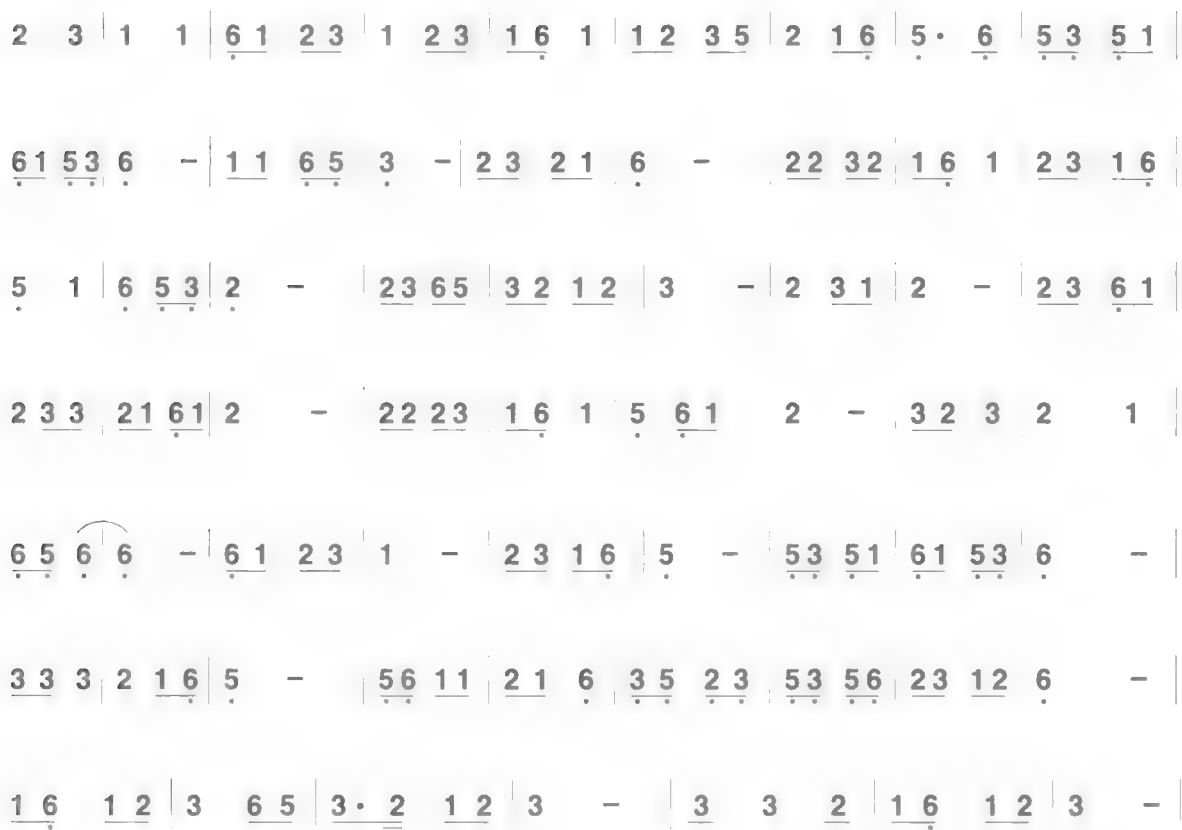 2 3 | 1 1 | 6̣ 1 2 3 | 1 2 3 | 1 6̣ 1 | 1 2 3 5 | 2 1 6̣ | 5̣· 6̣ | 5̣ 3̣ 5̣ 1 |
6̣ 1 5̣ 3̣ | 6̣ – | 1 1 6̣ 5̣ | 3̣ – | 2 3 2 1 | 6̣ – | 2 2 3 2 | 1 6̣ 1 | 2 3 1 6̣ |
5̣ 1 | 6̣ 5̣ 3̣ | 2̣ – | 2 3 6 5 | 3 2 1 2 | 3 – | 2 3 1 | 2 – | 2 3 6̣ 1 |
2 3 3 | 2 1 6̣ 1 | 2 – | 2 2 2 3 | 1 6̣ 1 | 5̣ 6̣ 1 | 2 – | 3 2 3 | 2 1 |
6̣ 5̣ 6̣ | 6̣ – | 6̣ 1 2 3 | 1 – | 2 3 1 6̣ | 5̣ – | 5̣ 3̣ 5̣ 1 | 6̣ 1 5̣ 3̣ | 6̣ – |
3 3 3 | 2 1 6̣ | 5̣ – | 5̣ 6̣ 1 1 | 2 1 6̣ | 3̣ 5̣ 2̣ 3̣ | 5̣ 3̣ 5̣ 6̣ | 2 3 1 2 | 6̣ – |
1 6̣ 1 2 | 3 6 5 | 3· 2 1 2 | 3 – | 3 3 2 | 1 6̣ 1 2 | 3 – |